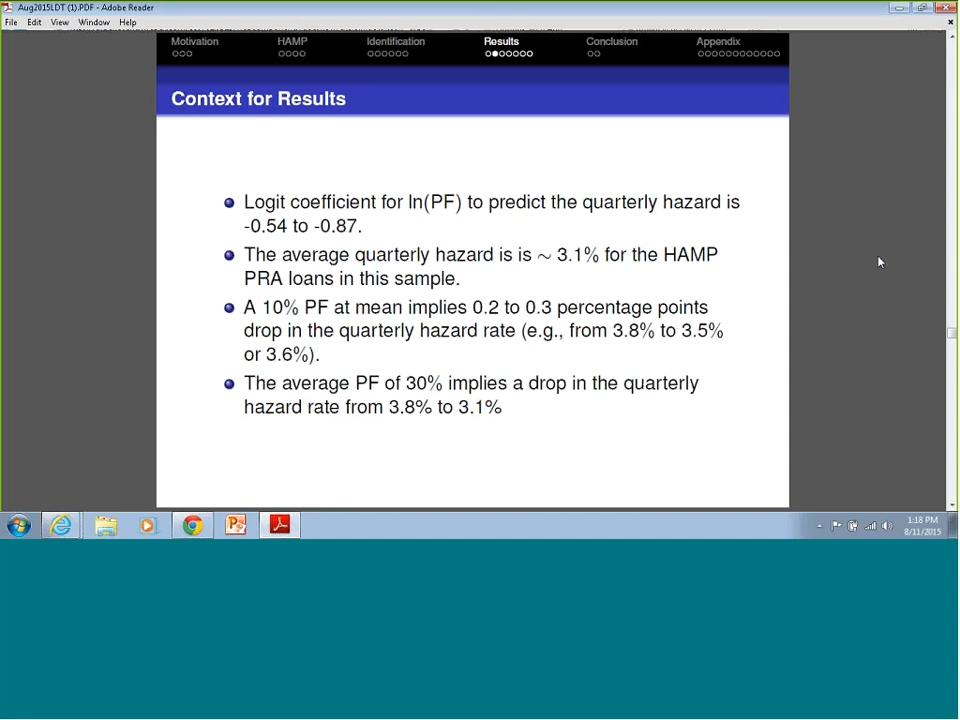 Aug2015LDT (1).PDF - Adobe Reader
File Edit View Window Help
Motivation HAMP Identification Results Conclusion Appendix
Context for Results
Logit coefficient for ln(PF) to predict the quarterly hazard is
-0.54 to -0.87.
The average quarterly hazard is is ∼ 3.1% for the HAMP
PRA loans in this sample.
A 10% PF at mean implies 0.2 to 0.3 percentage points
drop in the quarterly hazard rate (e.g., from 3.8% to 3.5%
or 3.6%).
The average PF of 30% implies a drop in the quarterly
hazard rate from 3.8% to 3.1%
1:18 PM
8/11/2015